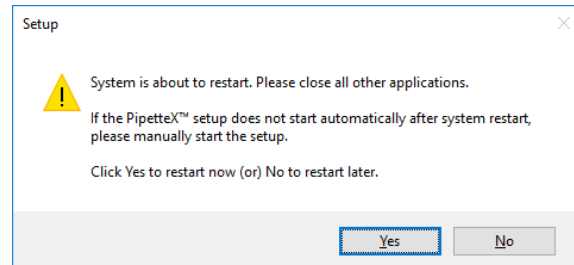 Setup
System is about to restart. Please close all other applications.
If the PipetteX™ setup does not start automatically after system restart,
please manually start the setup.
Click Yes to restart now (or) No to restart later.
Yes
No